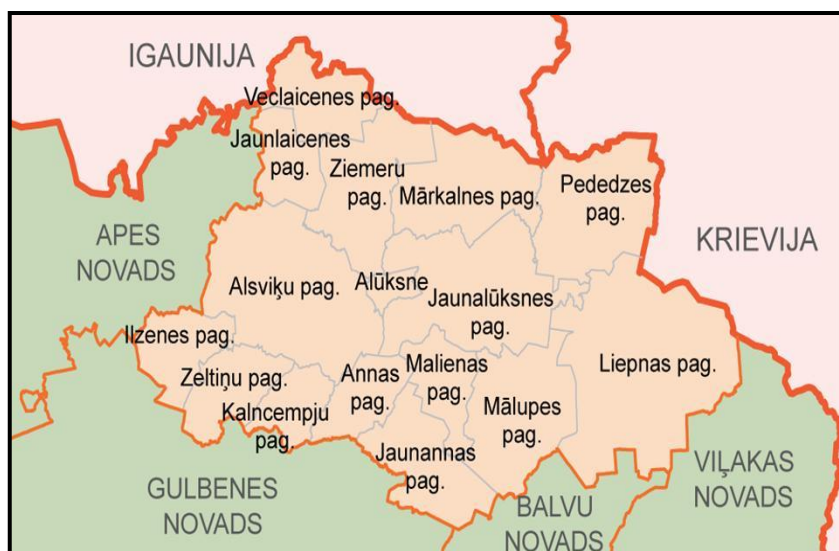 IGAUNIJA
Veclaicenes pag.
Jaunlaicenes
pag.
Ziemeru
pag.
Mārkalnes pag.
Pededzes
pag.
KRIEVIJA
APES
NOVADS
Alsviķu pag.
Alūksne
Jaunalūksnes
pag.
Ilzenes pag.
Zeltiņu pag.
Kalncempju
pag.
Annas
pag.
Malienas
pag.
Mālupes
pag.
Liepnas pag.
Jaunannas
pag.
GULBENES
NOVADS
BALVU
NOVADS
VIĻAKAS
NOVADS